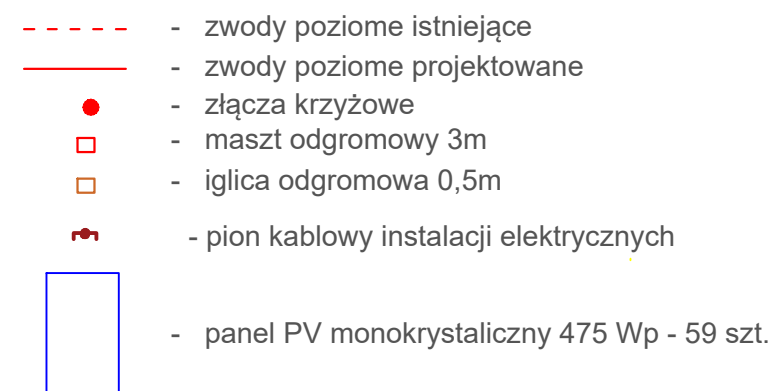 - zwody poziome istniejące
- zwody poziome projektowane
- złącza krzyżowe
- maszt odgromowy 3m
- iglica odgromowa 0,5m
- pion kablowy instalacji elektrycznych
- panel PV monokrystaliczny 475 Wp - 59 szt.